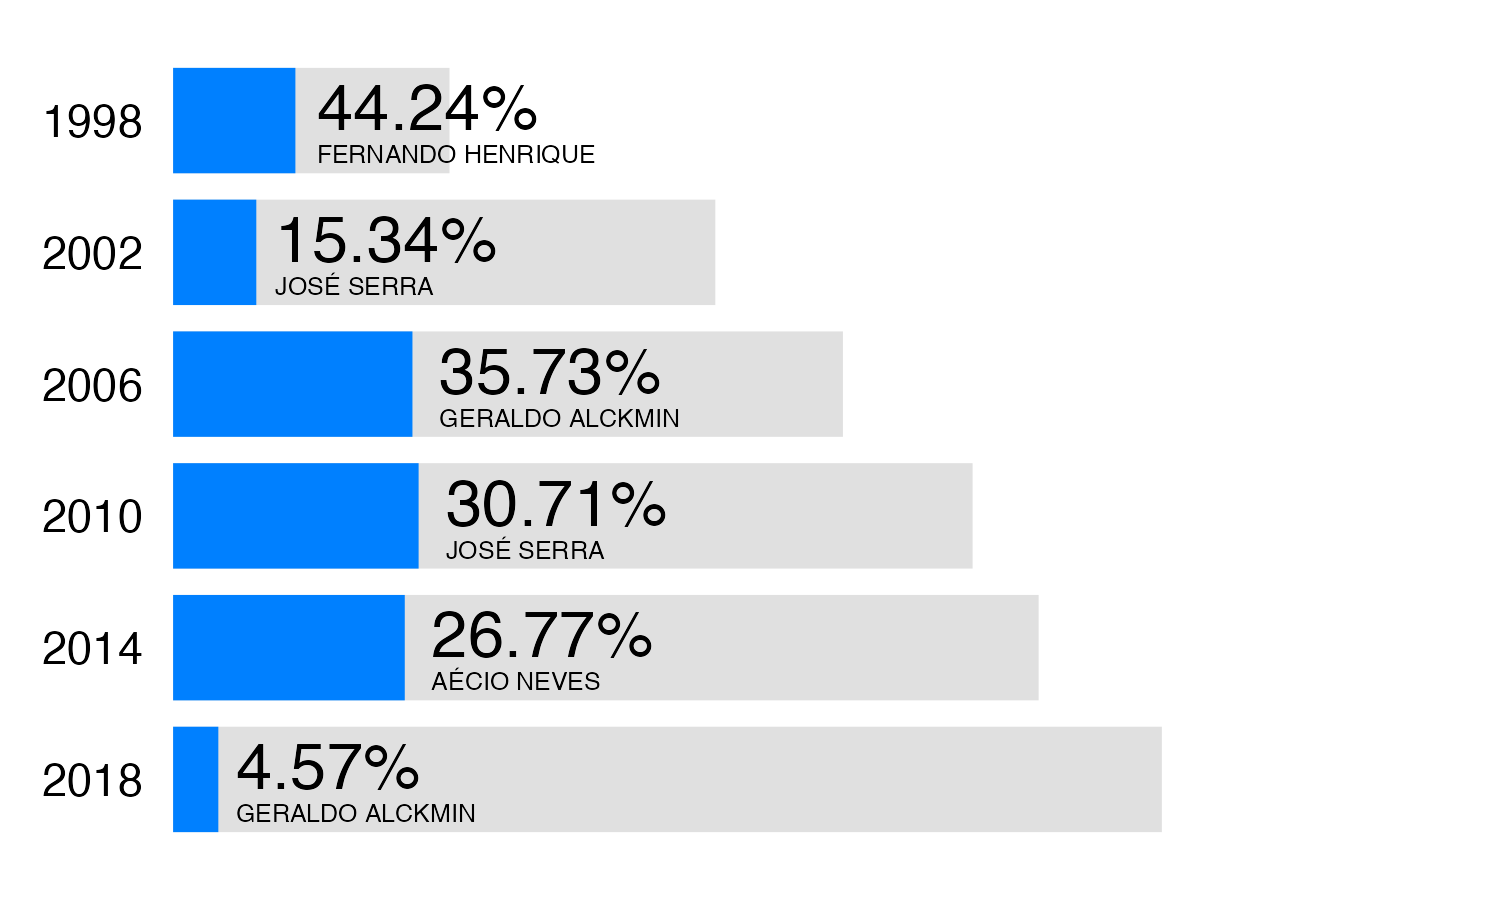 1998
44.24%
FERNANDO HENRIQUE
2002
15.34%
JOSÉ SERRA
2006
35.73%
GERALDO ALCKMIN
2010
30.71%
JOSÉ SERRA
2014
26.77%
AÉCIO NEVES
2018
4.57%
GERALDO ALCKMIN